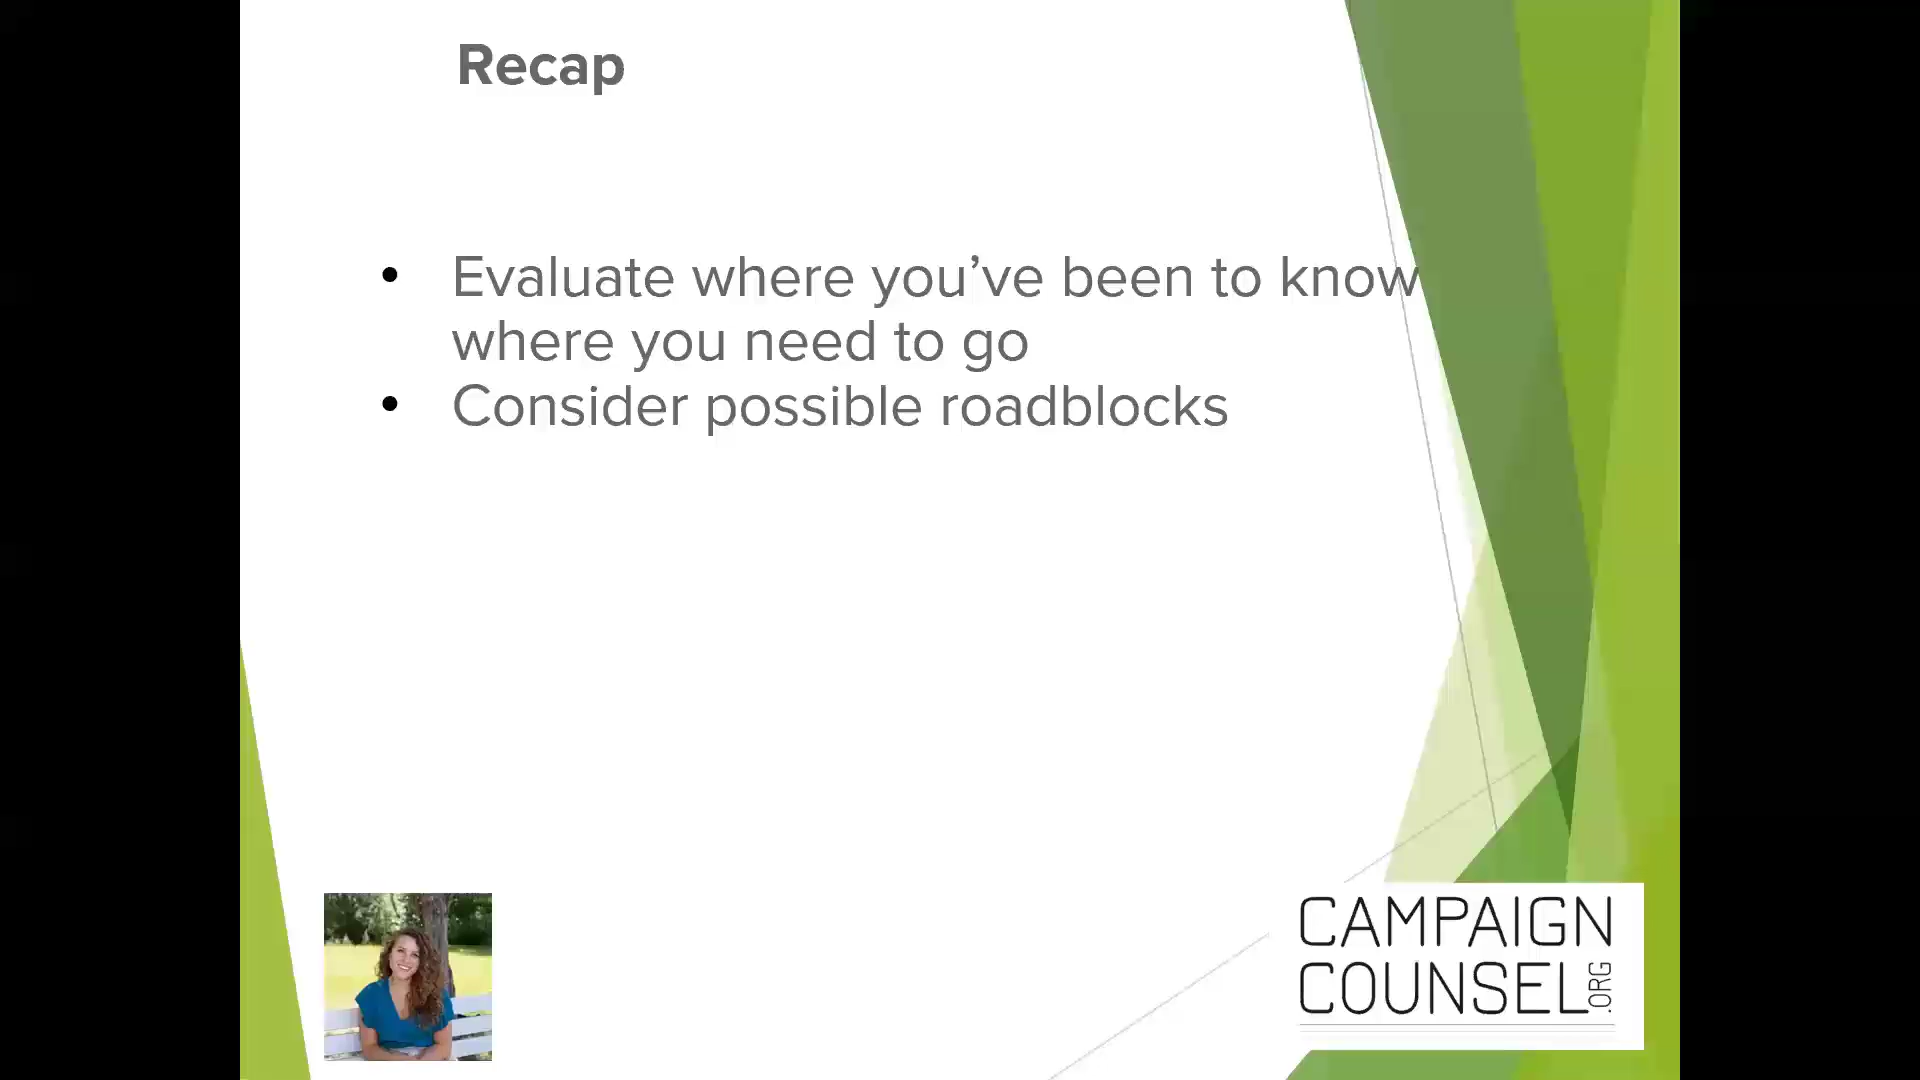 Recap
• Evaluate where you’ve been to know
where you need to go
• Consider possible roadblocks
CAMPAIGN
COUNSEL.ORG